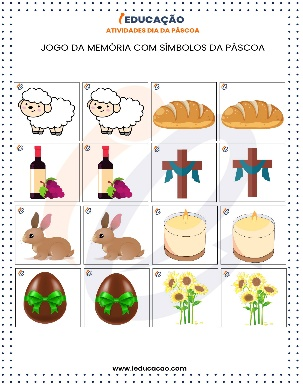 iEDUCAÇÃO
ATIVIDADES DIA DA PÁSCOA
JOGO DA MEMÓRIA COM SÍMBOLOS DA PÁSCOA
www.ieducacao.com